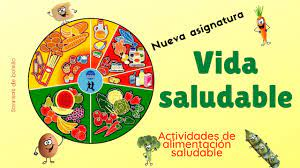 Nueva asignatura
Vida
saludable
Actividades de
alimentación
saludable